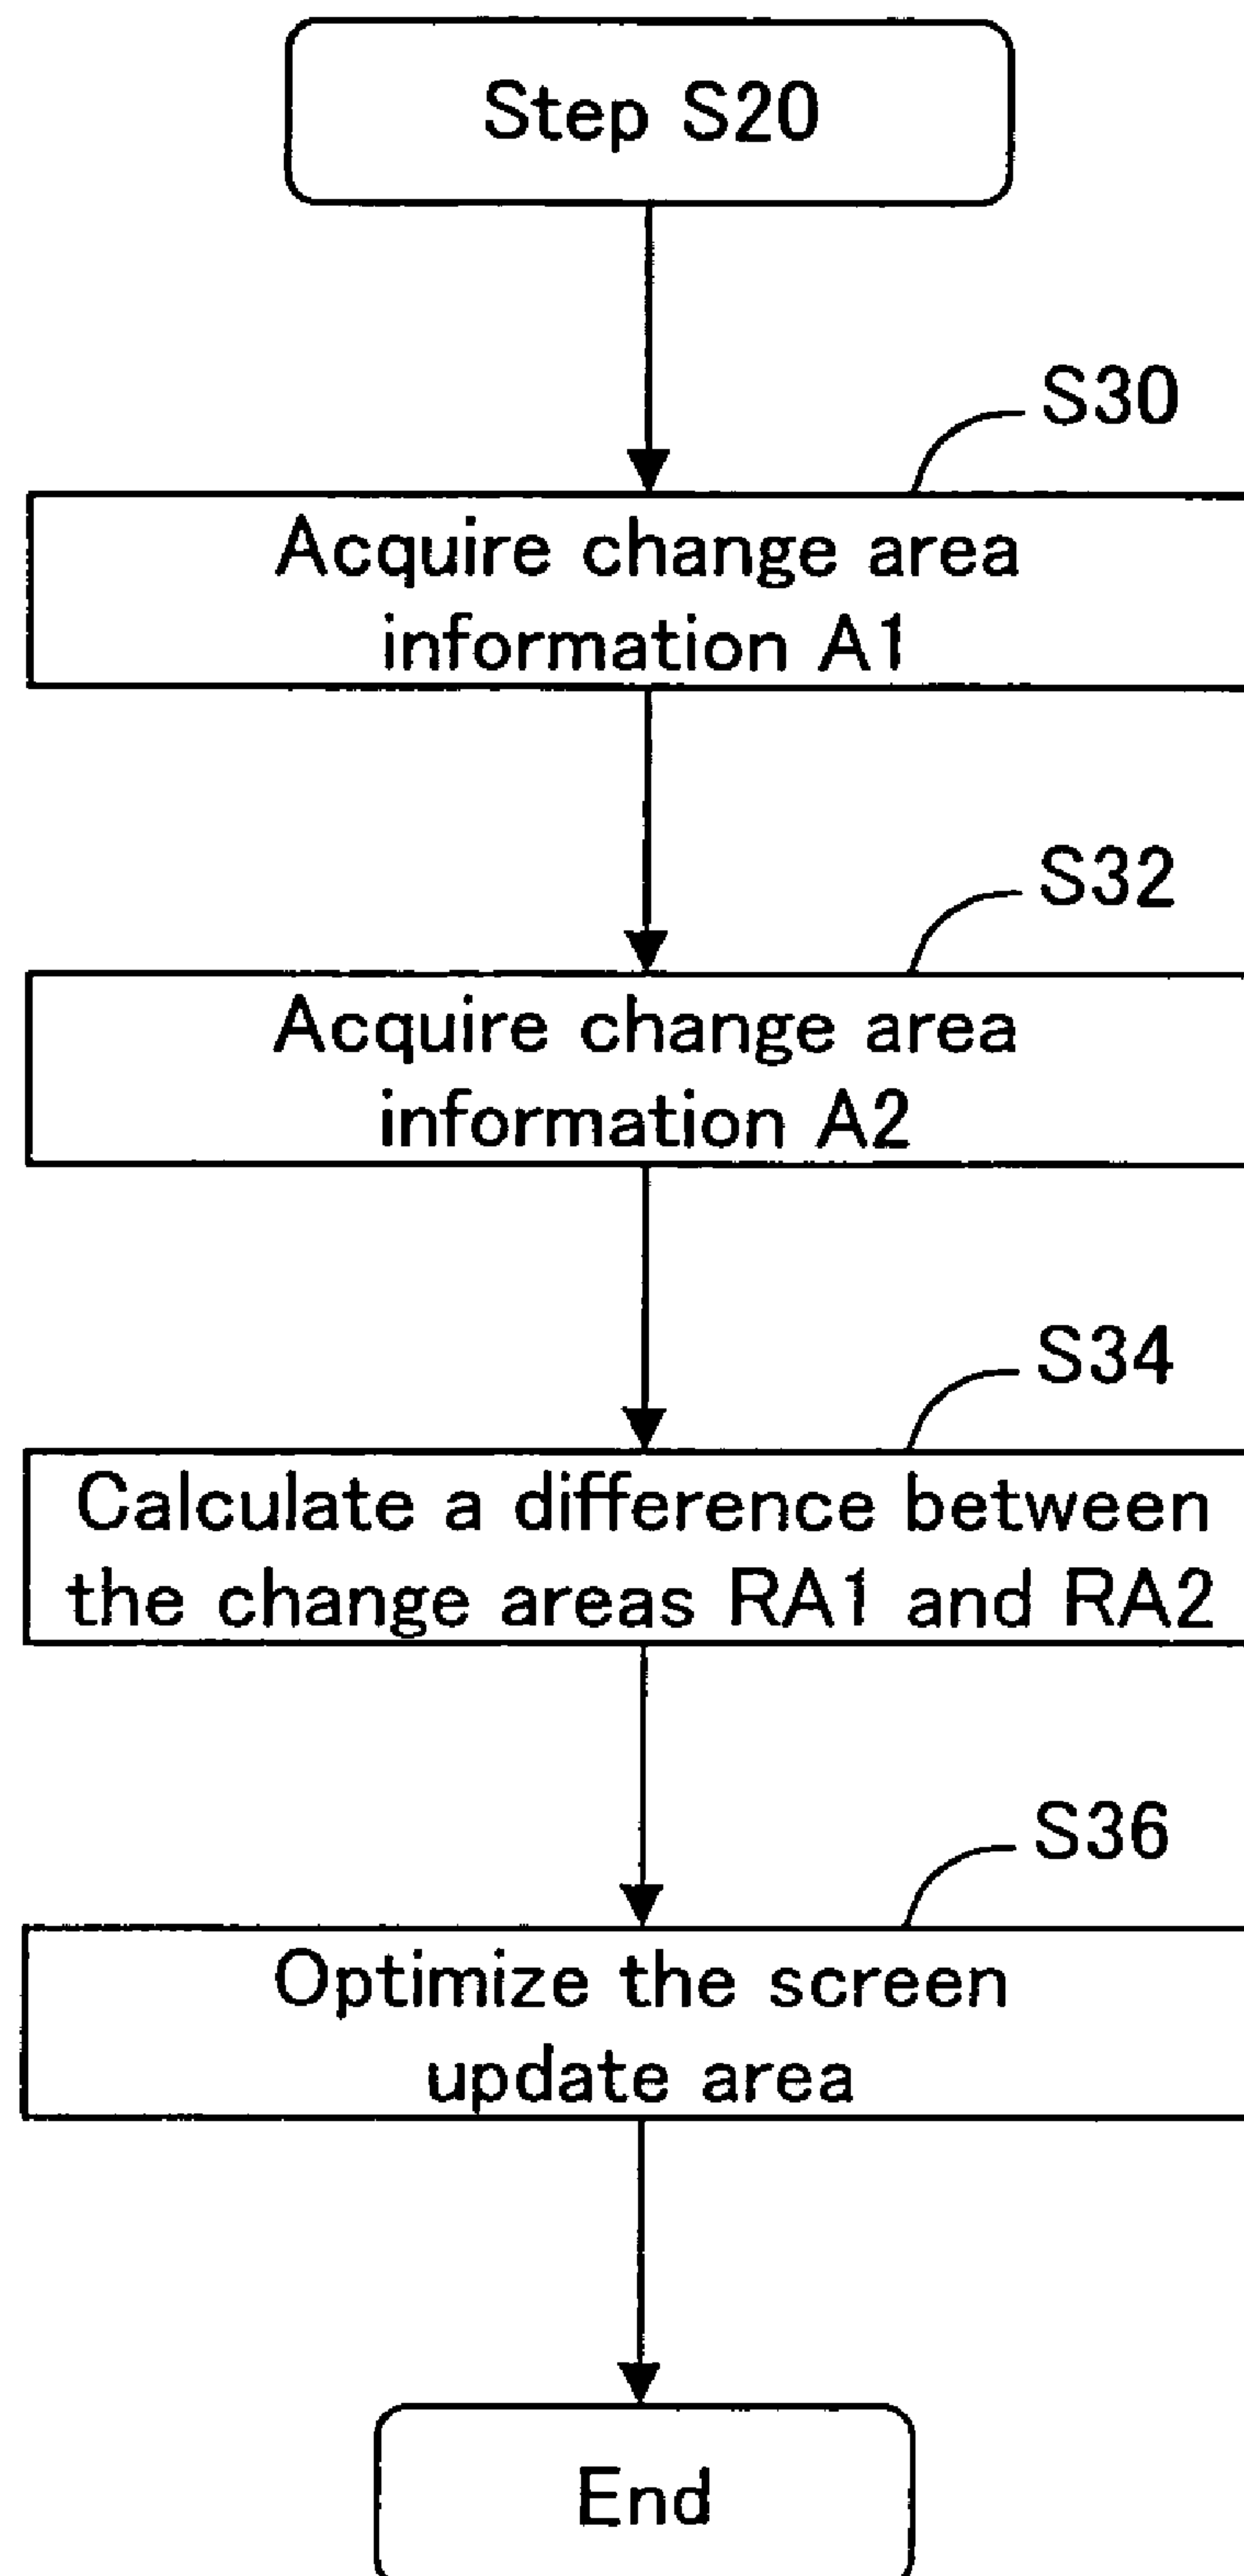 Step S20
S30
Acquire change area
information A1
S32
Acquire change area
information A2
S34
Calculate a difference between
the change areas RA1 and RA2
S36
Optimize the screen
update area
End